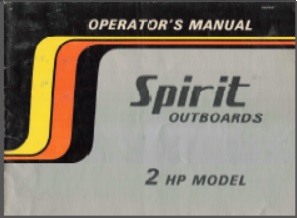 OPERATOR'S MANUAL
Spirit
OUTBOARDS
2 HP MODEL